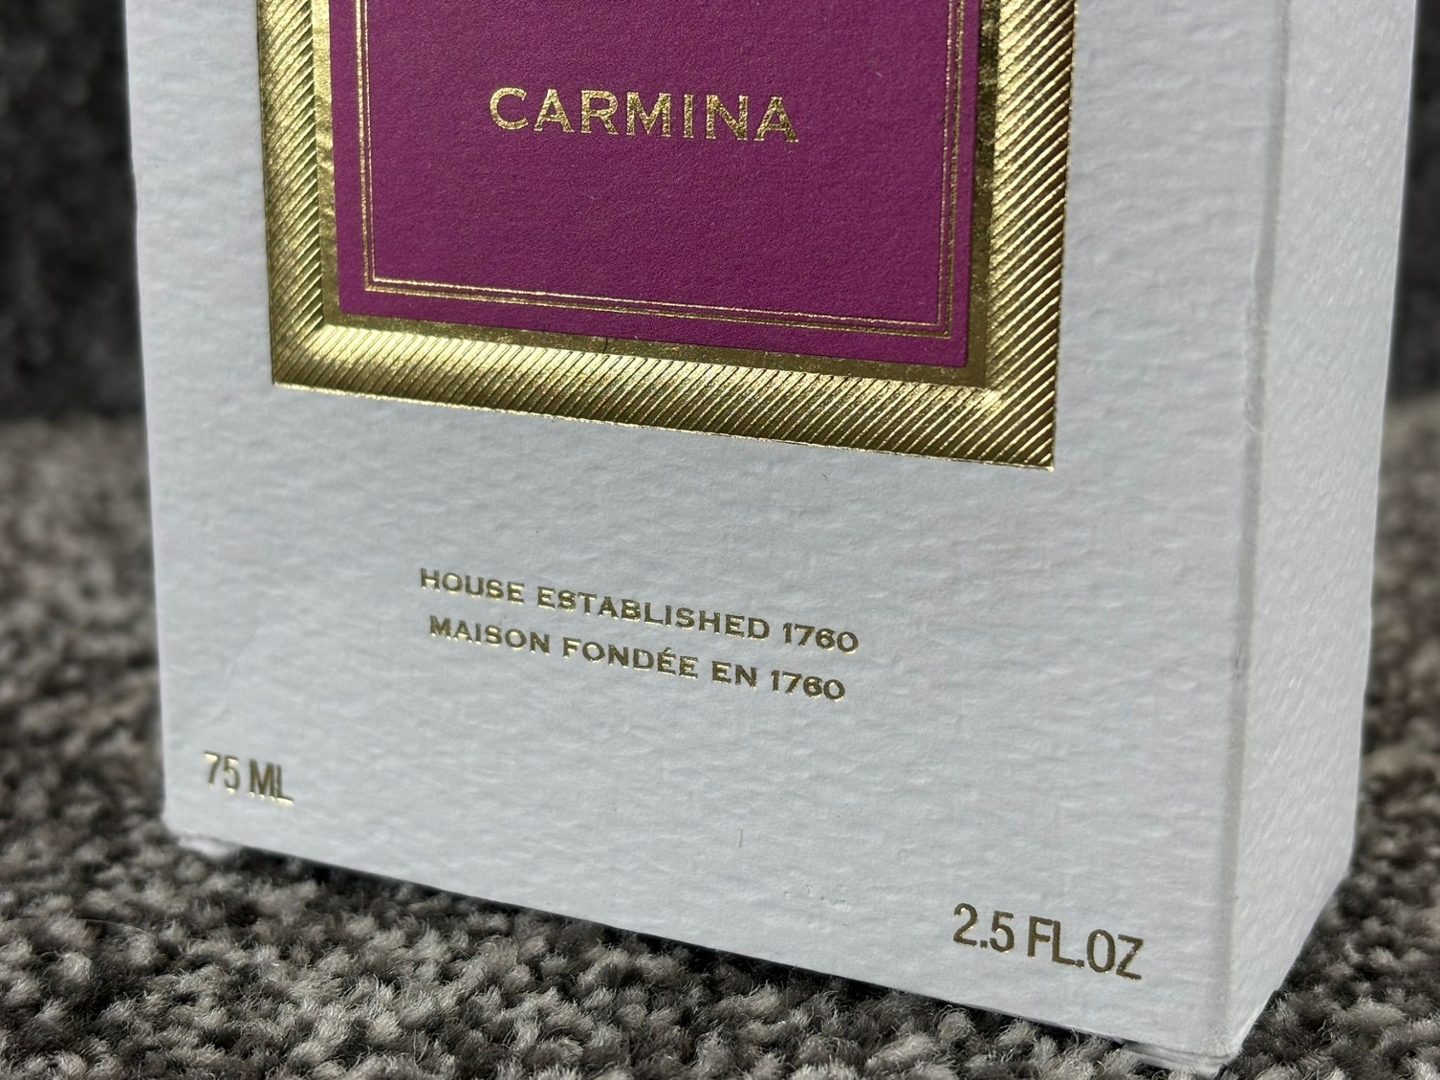 CARMINA
HOUSE ESTABLISHED 1760
MAISON FONDÉE EN 1760
75 ML
2.5 FL.OZ